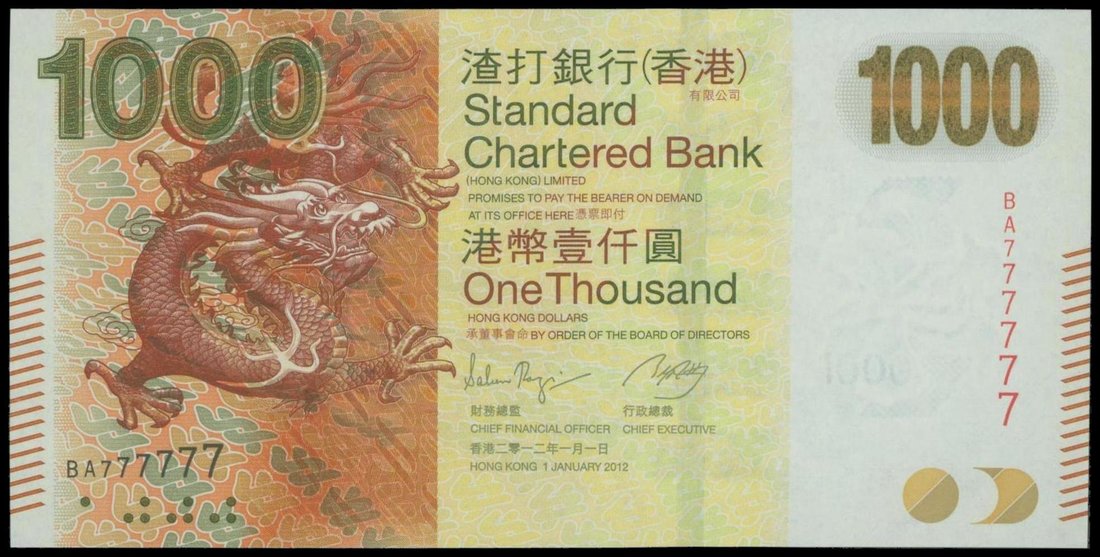 1000
渣打銀行(香港)
有限公司
Standard
Chartered Bank
(HONG KONG) LIMITED
PROMISES TO PAY THE BEARER ON DEMAND
AT ITS OFFICE HERE 憑票即付
港幣壹仟圓
One Thousand
HONG KONG DOLLARS
承董事會命 BY ORDER OF THE BOARD OF DIRECTORS
財務總監 行政總裁
CHIEF FINANCIAL OFFICER CHIEF EXECUTIVE
香港二零一二年一月一日
HONG KONG 1 JANUARY 2012
BA777777
1000
BA777777